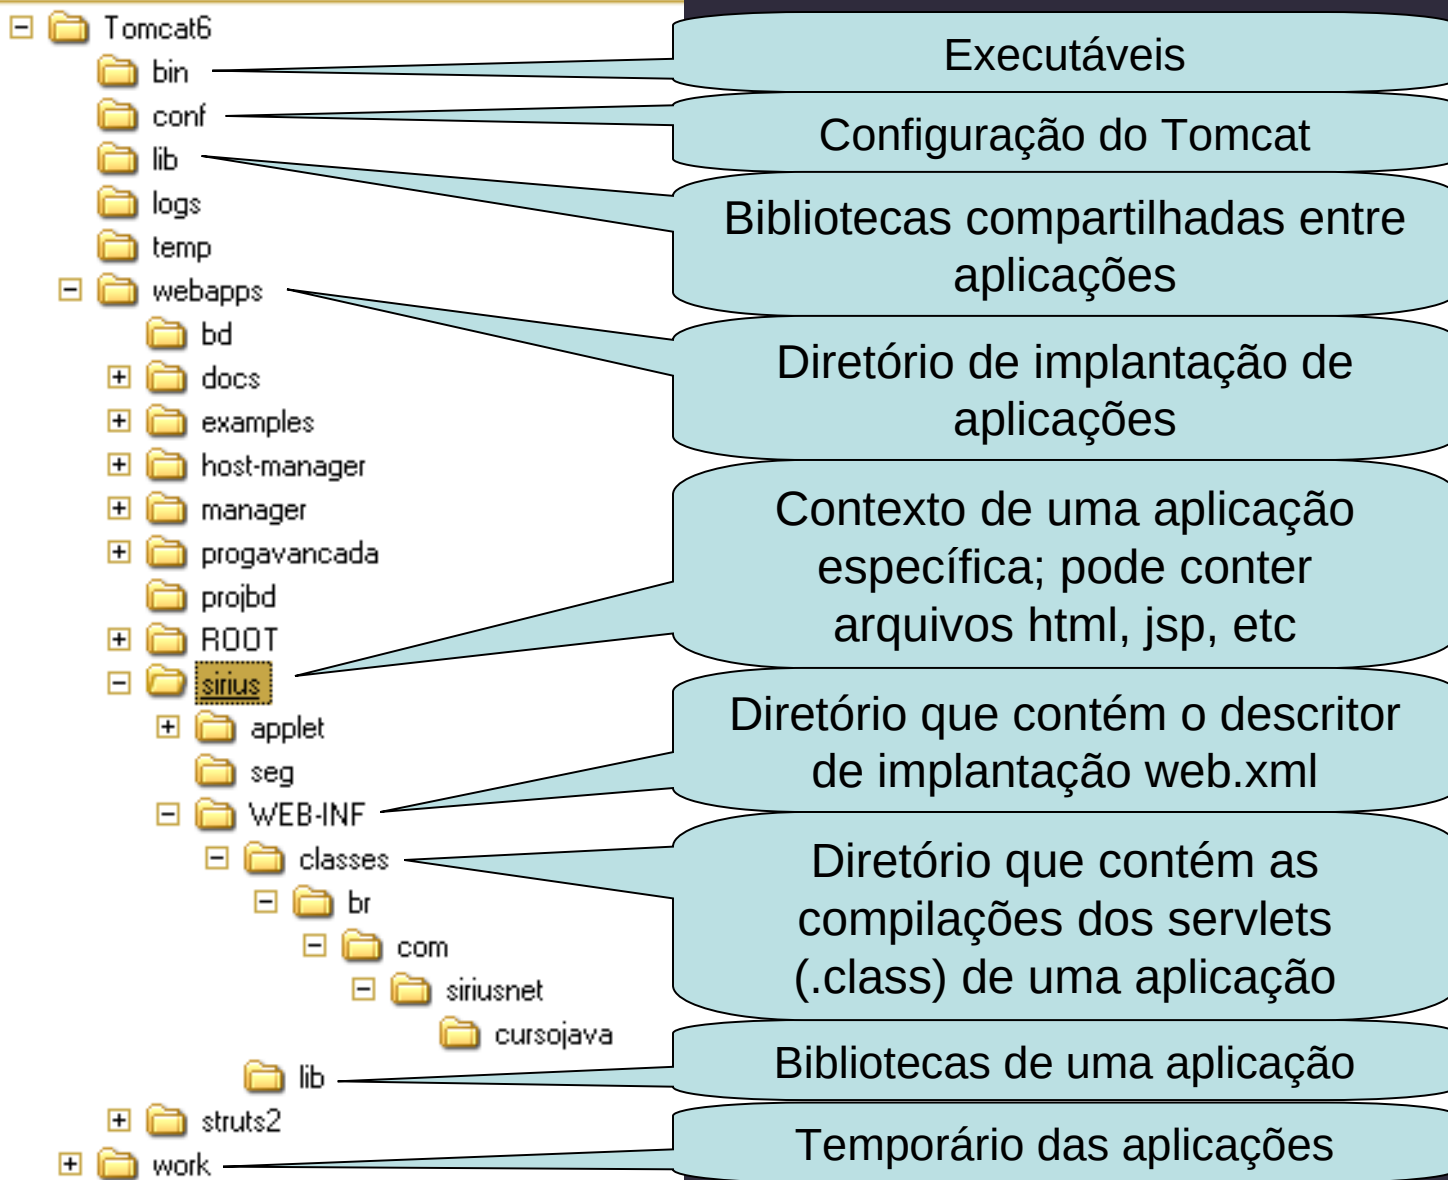 Tomcat6
bin
Executáveis
conf
Configuração do Tomcat
lib
Bibliotecas compartilhadas entre
aplicações
logs
temp
webapps
Diretório de implantação de
aplicações
bd
docs
examples
host-manager
manager
Contexto de uma aplicação
específica; pode conter
arquivos html, jsp, etc
progavancada
projbd
ROOT
sirius
applet
seg
WEB-INF
Diretório que contém o descritor
de implantação web.xml
classes
Diretório que contém as
compilações dos servlets
(.class) de uma aplicação
br
com
siriusnet
cursojava
lib
Bibliotecas de uma aplicação
struts2
work
Temporário das aplicações